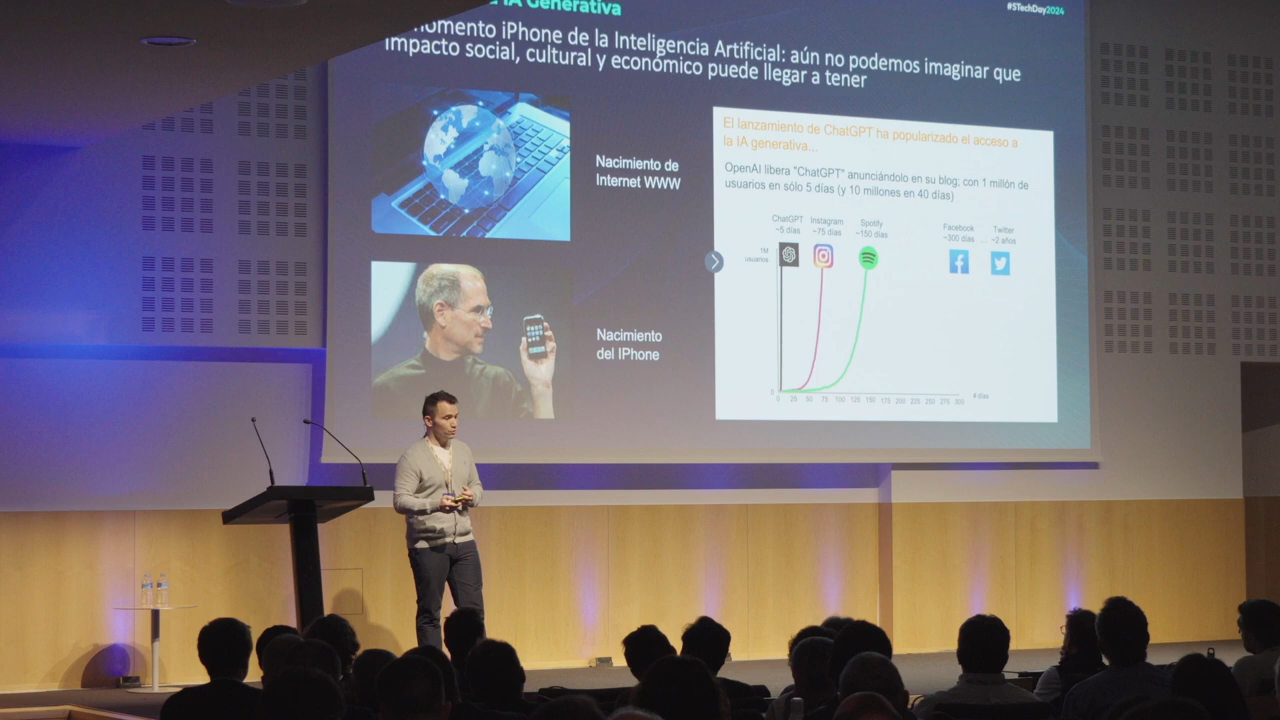 IA Generativa
#STechDay2024
momento iPhone de la Inteligencia Artificial: aún no podemos imaginar que
impacto social, cultural y económico puede llegar a tener
Nacimiento de
Internet WWW
Nacimiento
del IPhone
El lanzamiento de ChatGPT ha popularizado el acceso a
la IA generativa...
OpenAI libera "ChatGPT" anunciándolo en su blog; con 1 millón de
usuarios en sólo 5 días (y 10 millones en 40 días)
ChatGPT
~5 días
Instagram
~75 días
Spotify
~150 días
Facebook
~300 días
...
Twitter
~2 años
1M
usuarios
0
0 25 50 75 100 125 150 175 200 225 250 275 300
# días